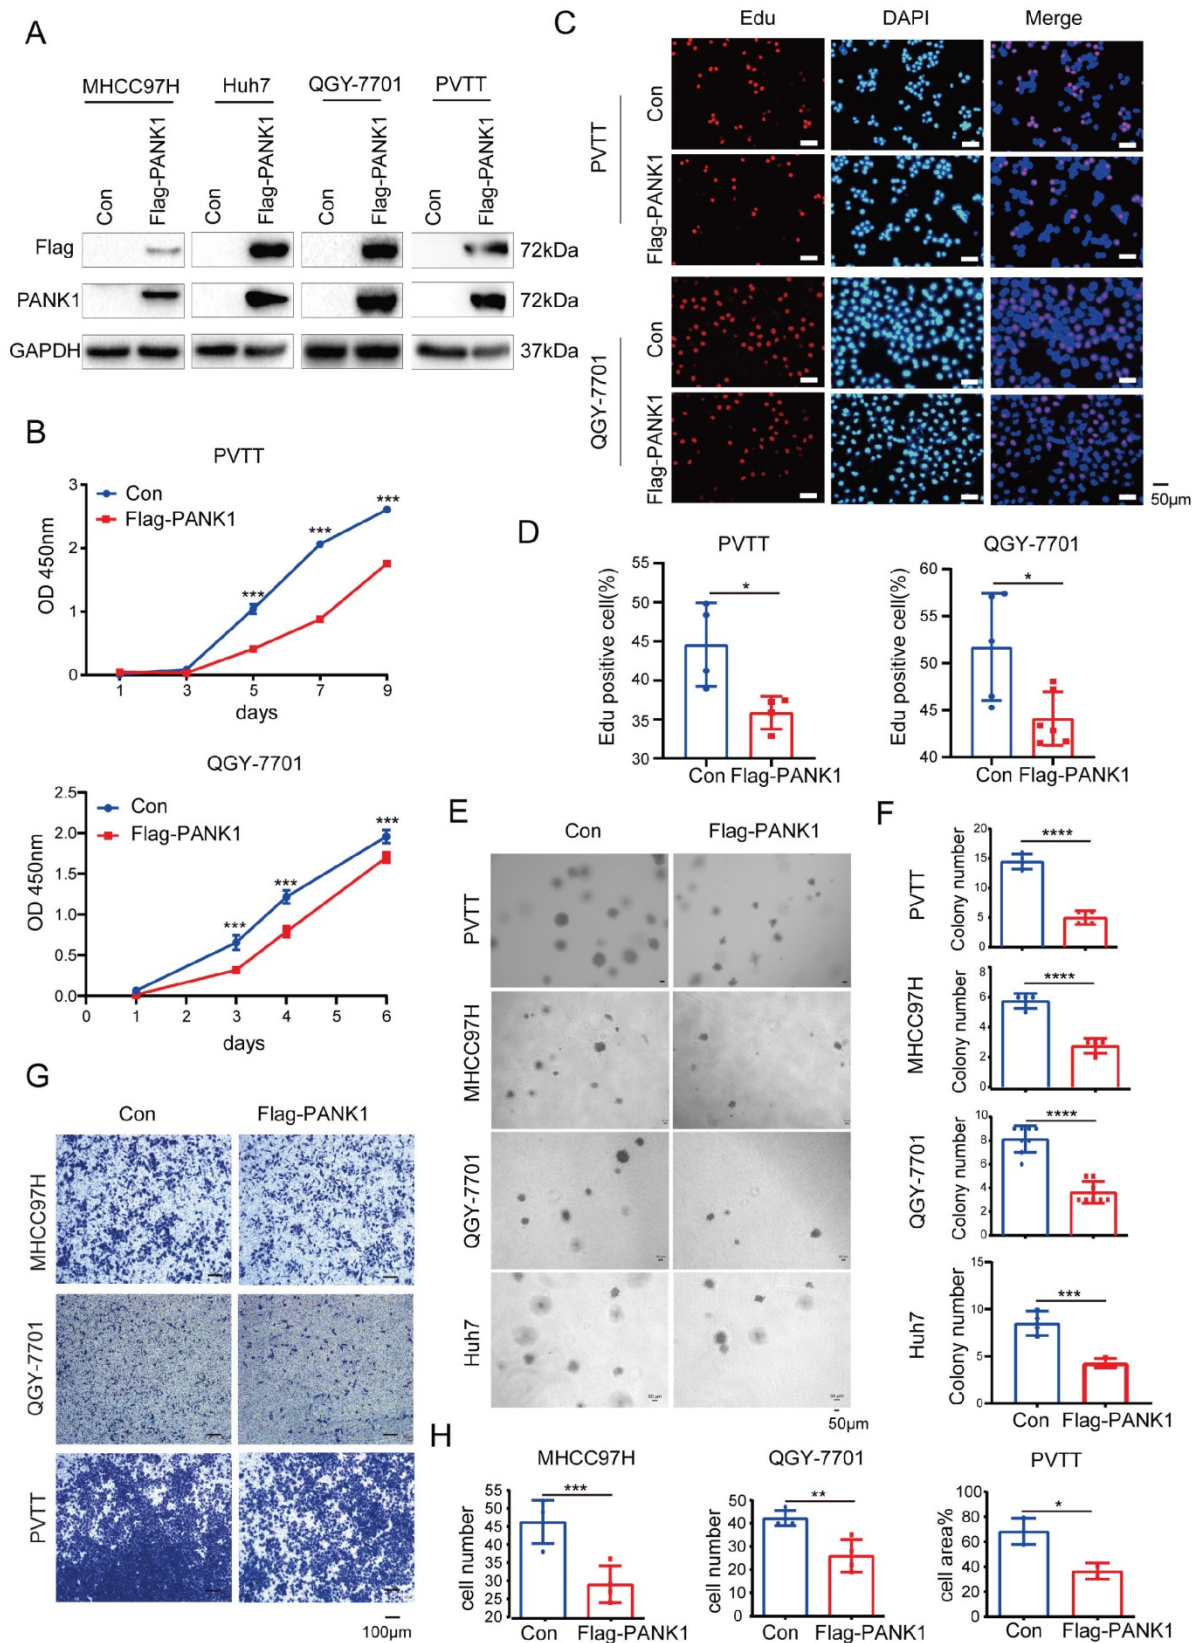 A
MHCC97H Huh7 QGY-7701 PVTT
Con Flag-PANK1 Con Flag-PANK1 Con Flag-PANK1 Con Flag-PANK1
Flag 72kDa
PANK1 72kDa
GAPDH 37kDa
B
PVTT
Con
Flag-PANK1
OD 450nm
3
2
1
0
*** *** ***
1 3 5 7 9
days
QGY-7701
Con
Flag-PANK1
OD 450nm
2.5
2.0
1.5
1.0
0.5
0.0
*** *** ***
0 1 2 3 4 5 6
days
C
Edu DAPI Merge
PVTT
Con
Flag-PANK1
QGY-7701
Con
Flag-PANK1
50μm
D
PVTT
Edu positive cell(%)
55
50
45
40
35
30
*
Con Flag-PANK1
QGY-7701
Edu positive cell(%)
60
55
50
45
40
*
Con Flag-PANK1
E
Con Flag-PANK1
PVTT
MHCC97H
QGY-7701
Huh7
50μm
F
PVTT
Colony number
20
15
10
5
0
****
MHCC97H
Colony number
8
6
4
2
0
****
QGY-7701
Colony number
10
8
6
4
2
0
****
Huh7
Colony number
15
10
5
0
***
Con Flag-PANK1
G
Con Flag-PANK1
MHCC97H
QGY-7701
PVTT
100μm
H
MHCC97H
cell number
55
50
45
40
35
30
25
20
***
Con Flag-PANK1
QGY-7701
cell number
50
40
30
20
10
0
**
Con Flag-PANK1
PVTT
cell area%
100
80
60
40
20
0
*
Con Flag-PANK1